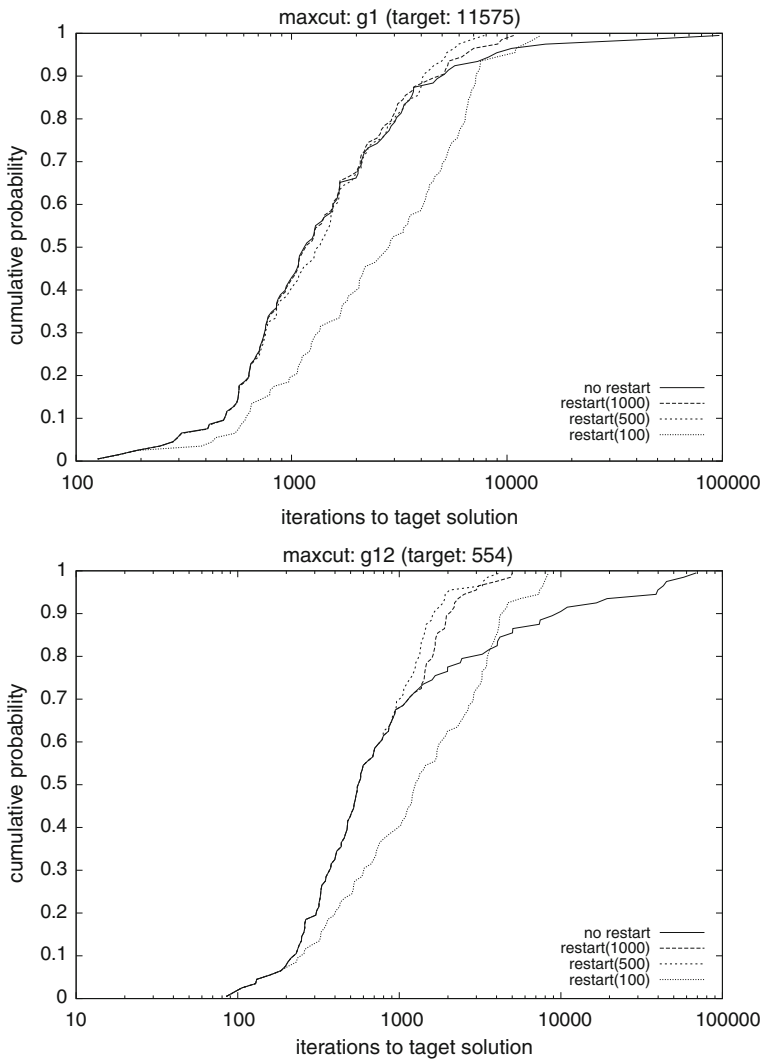 maxcut: g1 (target: 11575)
1
0.9
0.8
0.7
0.6
0.5
0.4
0.3
0.2
0.1
0
cumulative probability
no restart
restart(1000)
restart(500)
restart(100)
100
1000
10000
100000
iterations to taget solution
maxcut: g12 (target: 554)
1
0.9
0.8
0.7
0.6
0.5
0.4
0.3
0.2
0.1
0
cumulative probability
no restart
restart(1000)
restart(500)
restart(100)
10
100
1000
10000
100000
iterations to target solution